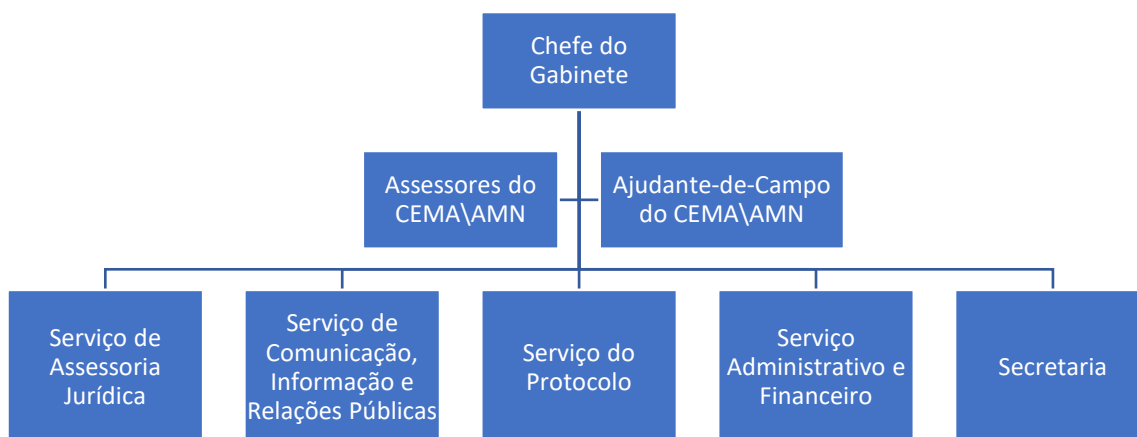 Chefe do
Gabinete
Assessores do
CEMA\AMN
Ajudante-de-Campo
do CEMA\AMN
Serviço de
Assessoria
Jurídica
Serviço de
Comunicação,
Informação e
Relações Públicas
Serviço do
Protocolo
Serviço
Administrativo e
Financeiro
Secretaria